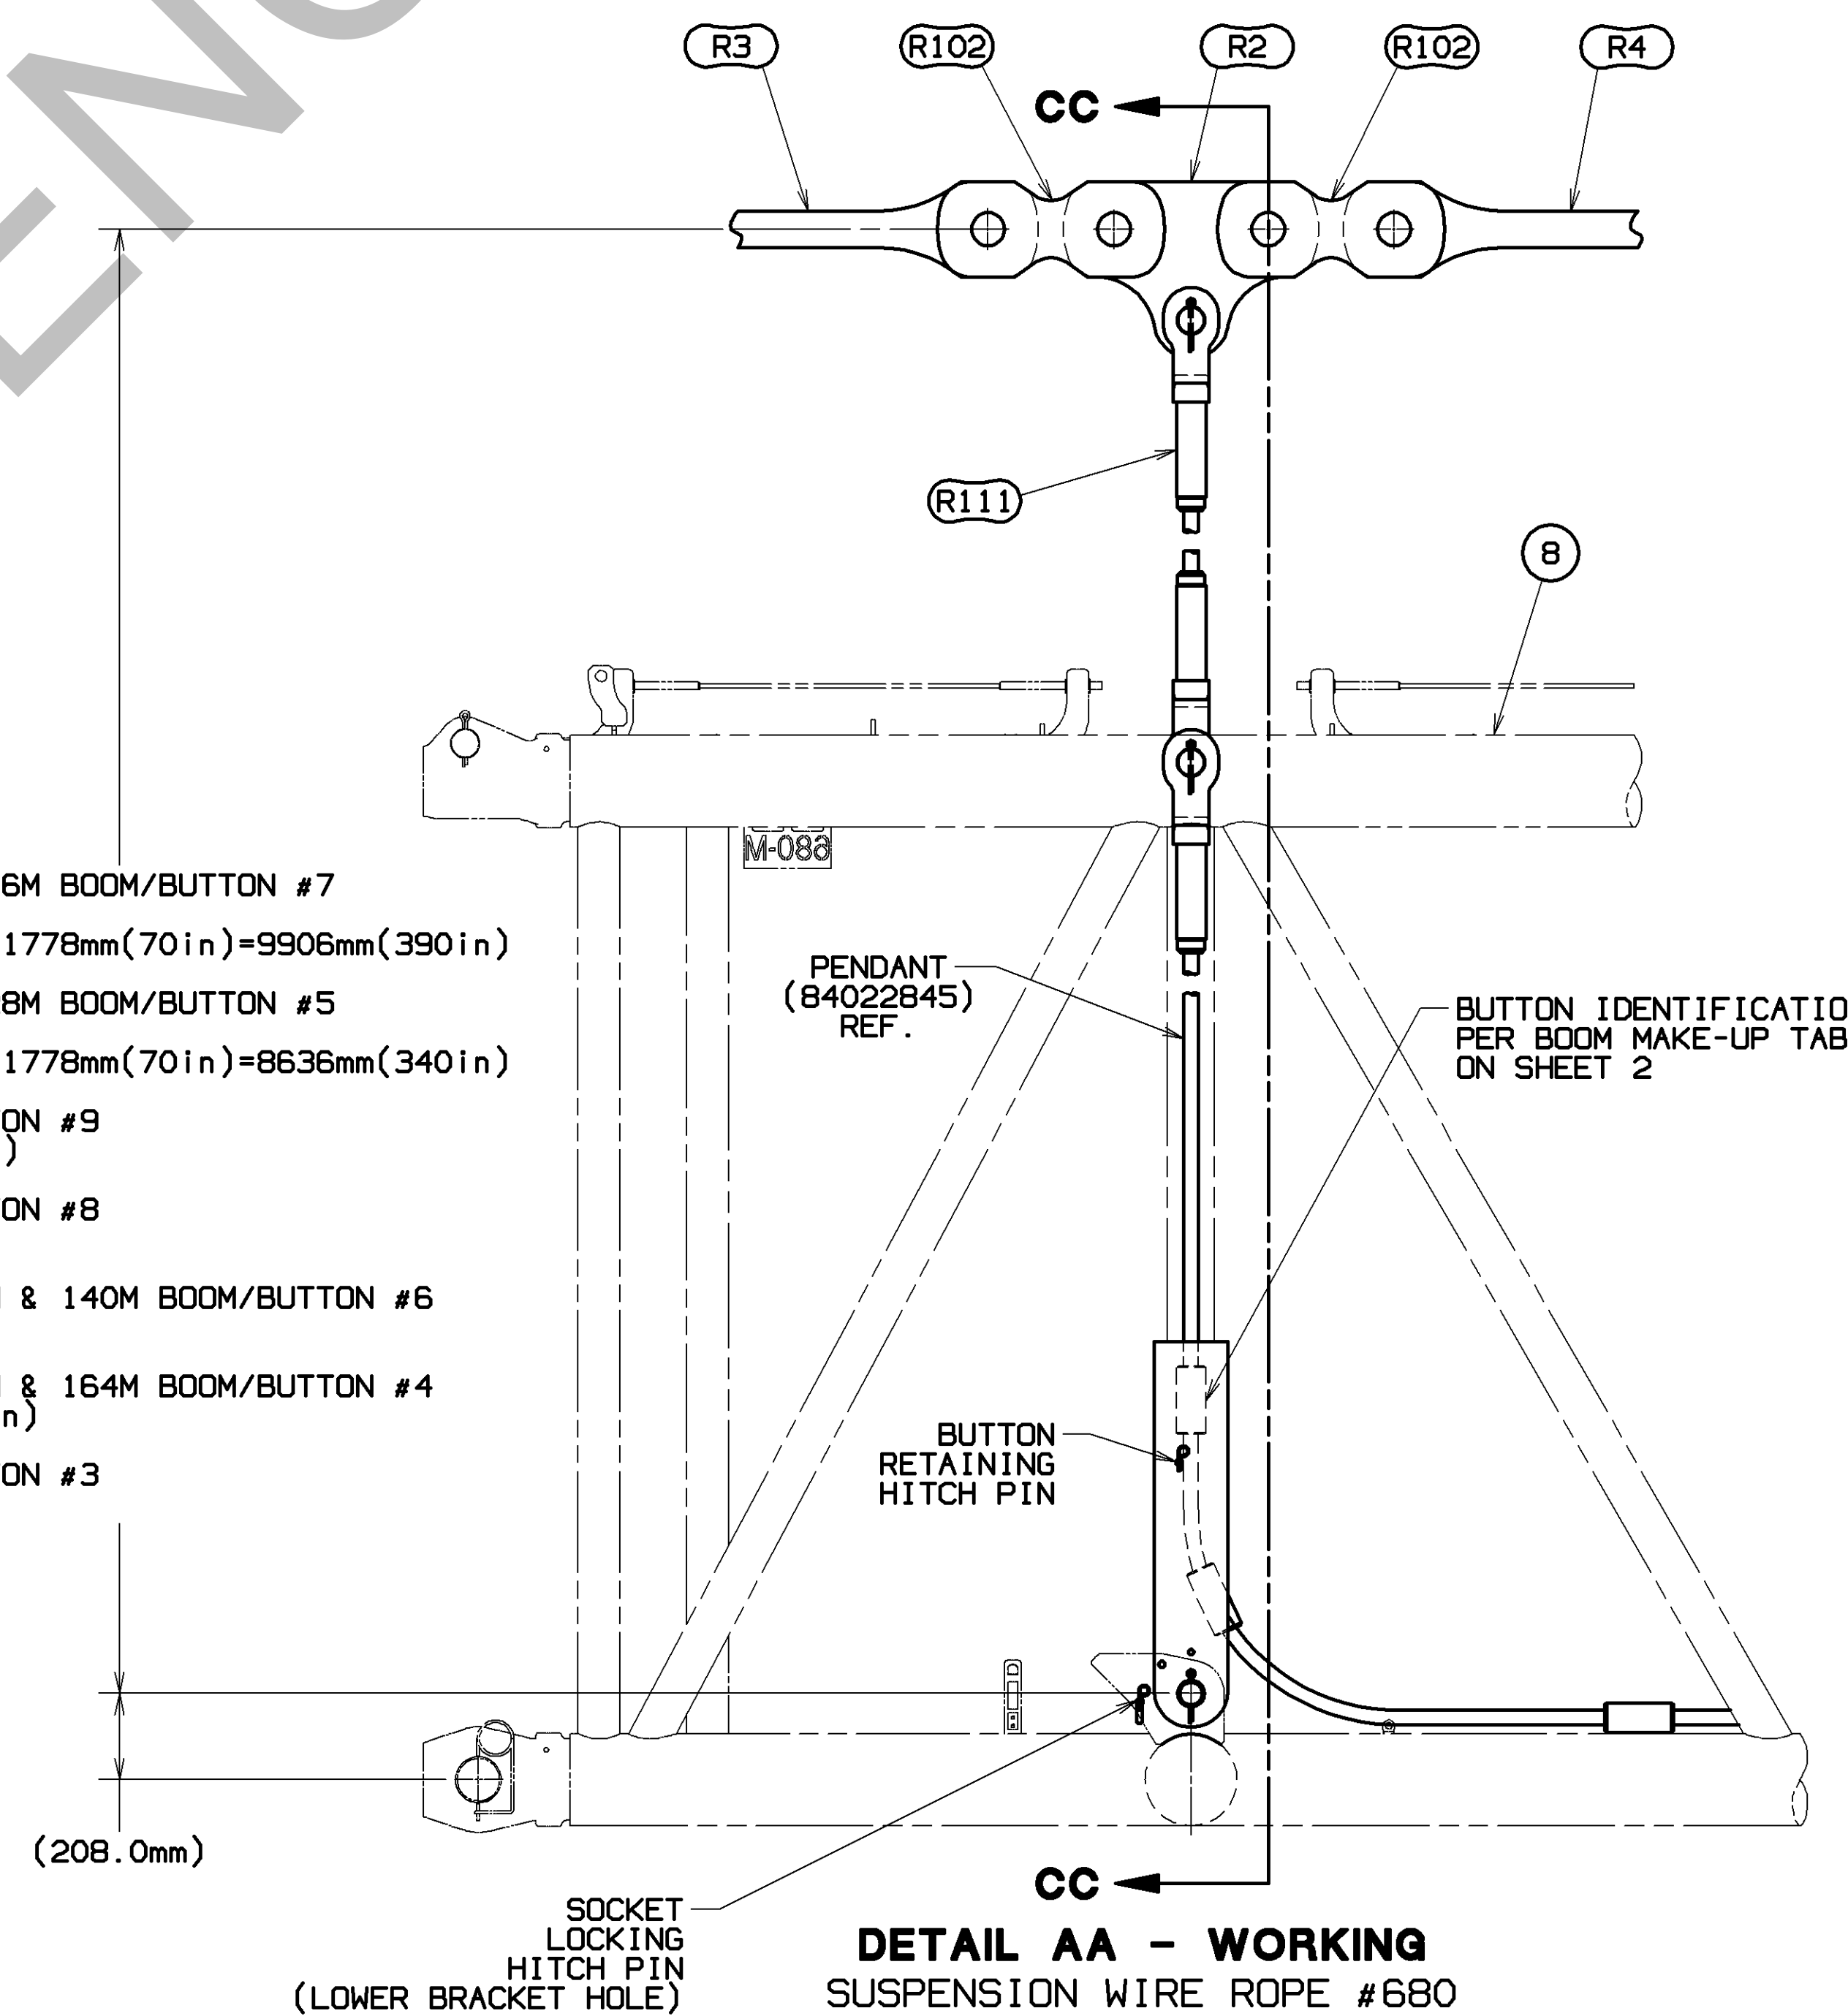 R3
R102
R2
R102
R4
CC
R111
8
M-086
6M BOOM/BUTTON #7
1778mm(70in)=9906mm(390in)
8M BOOM/BUTTON #5
1778mm(70in)=8636mm(340in)
ON #9
)
ON #8
& 140M BOOM/BUTTON #6
& 164M BOOM/BUTTON #4
n)
ON #3
PENDANT
(84022845)
REF.
BUTTON IDENTIFICATIO
PER BOOM MAKE-UP TAB
ON SHEET 2
BUTTON
RETAINING
HITCH PIN
(208.0mm)
SOCKET
LOCKING
HITCH PIN
(LOWER BRACKET HOLE)
CC
DETAIL AA - WORKING
SUSPENSION WIRE ROPE #680